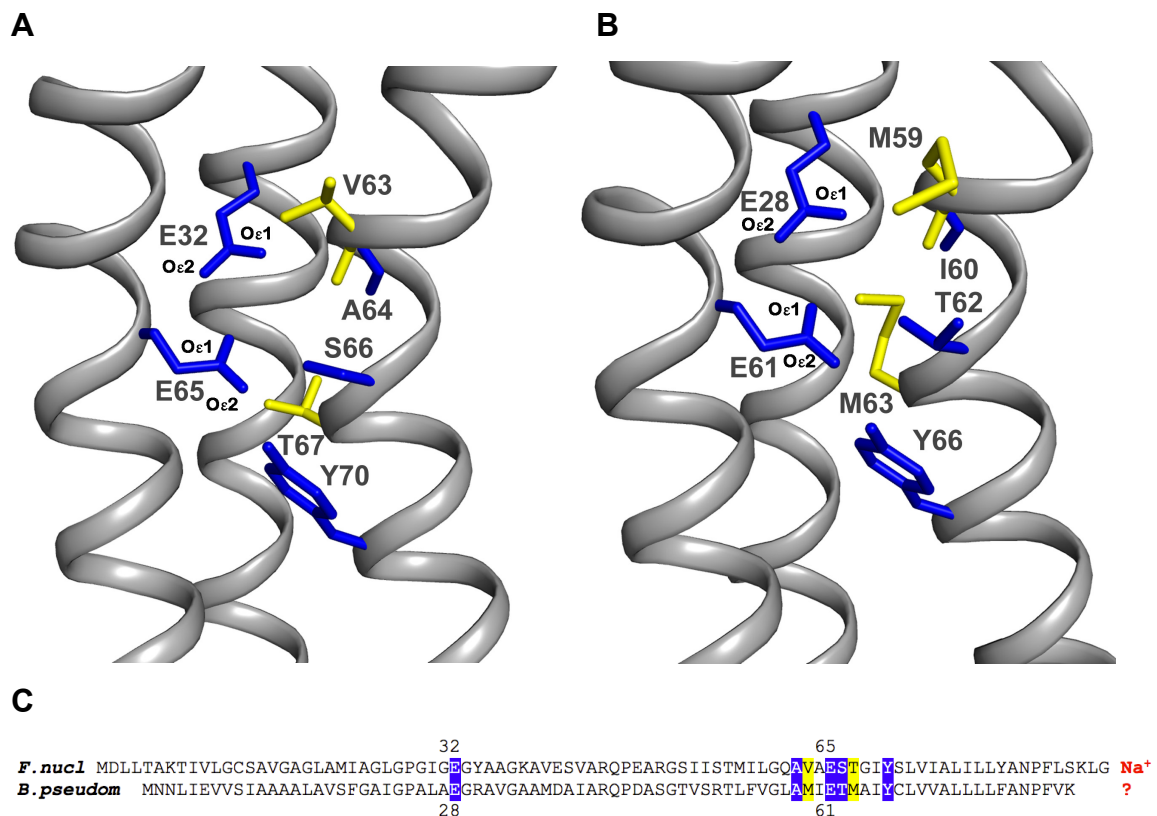 A
B
V63
E32
Oε1
Oε2
A64
S66
Oε1
E65
Oε2
T67
Y70
M59
E28
Oε1
Oε2
I60
T62
Oε1
E61
Oε2
M63
Y66
C
32 65
F.nucl MDLLTAKTIVLGCSAVGAGLAMIAGLGPGIGEGYAAGKAVESVARQPEARGSIISTMILGQAVAESTGIYSLVIALILLYANPFLSKLG Na+
B.pseudom MNNLIEVVSIAAAALAVSFGAIGPALAEGRAVGAAMDAIARQPDASGTVSRTLFVGLAMIETMAIYCLVVALLLLFANPFVK ?
28 61